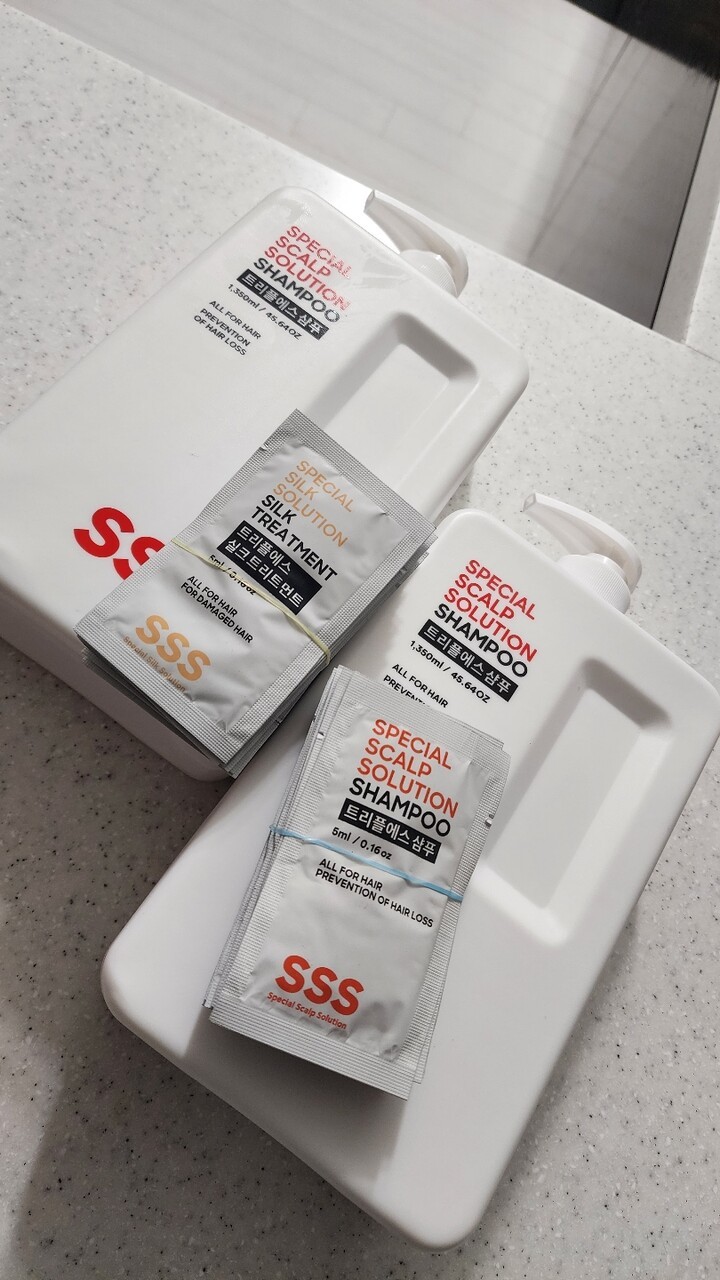 SPECIAL
SCALP
SOLUTION
SHAMPOO
트리플에스 샴푸
1,350ml / 45.64OZ
ALL FOR HAIR
PREVENTION
OF HAIR LOSS
SPECIAL
SILK
SOLUTION
SILK
TREATMENT
트리플에스
실크 트리트먼트
5ml / 0.16oz
ALL FOR HAIR
FOR DAMAGED HAIR
SSS
Special Silk Solution
SPECIAL
SCALP
SOLUTION
SHAMPOO
트리플에스 샴푸
1,350ml / 45.64OZ
ALL FOR HAIR
SPECIAL
SCALP
SOLUTION
SHAMPOO
트리플에스 샴푸
5ml / 0.16oz
ALL FOR HAIR
PREVENTION OF HAIR LOSS
SSS
Special Scalp Solution